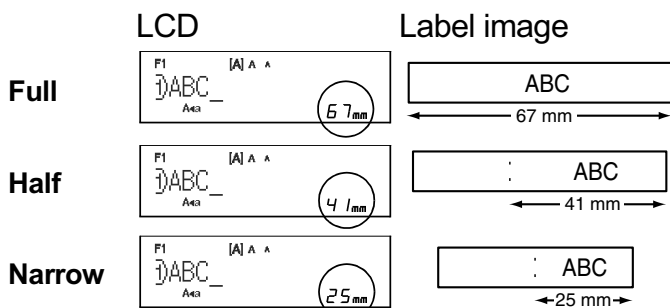 LCD Label image
Full
F1 [A] A A
1)ABC_
A◂a 67mm
ABC
67 mm
Half
F1 [A] A A
1)ABC_
A◂a 41mm
: ABC
41 mm
Narrow
F1 [A] A A
1)ABC_
A◂a 25mm
: ABC
25 mm